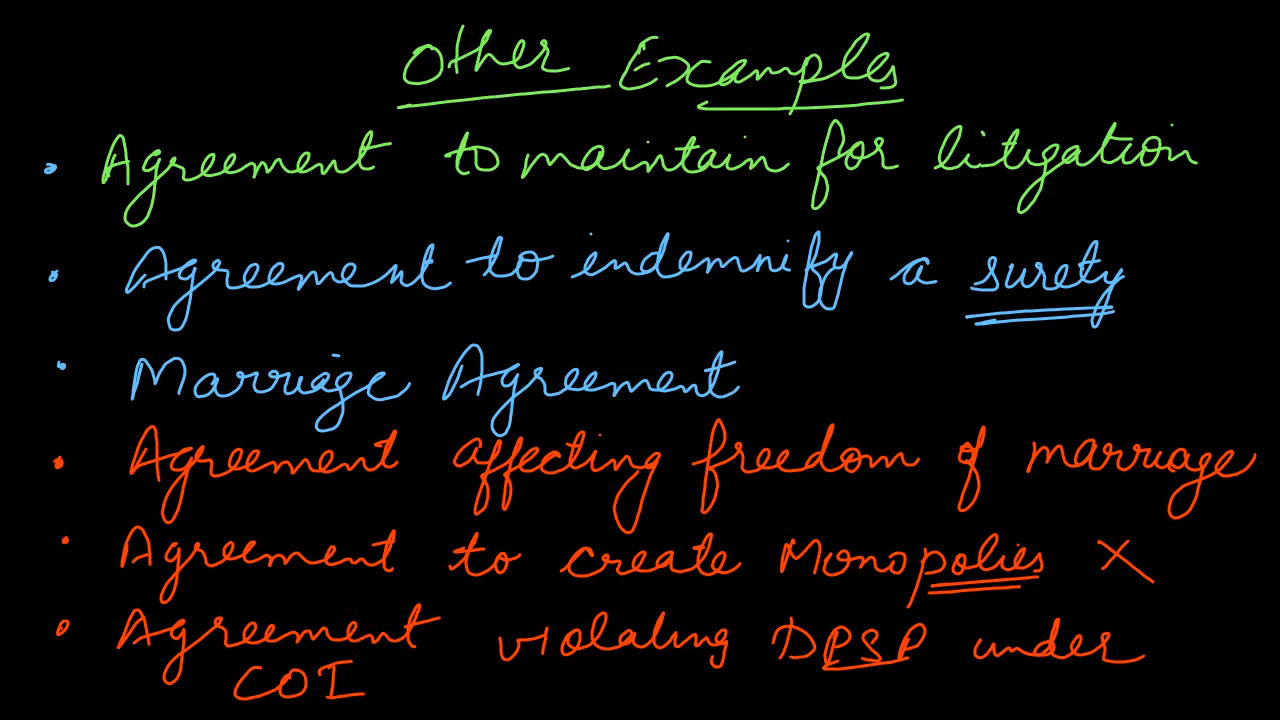 Other Examples
• Agreement to maintain for litigation
• Agreement to indemnify a surety
• Marriage Agreement
• Agreement affecting freedom of marriage
• Agreement to create Monopolies X
• Agreement violating DPSP under
COI